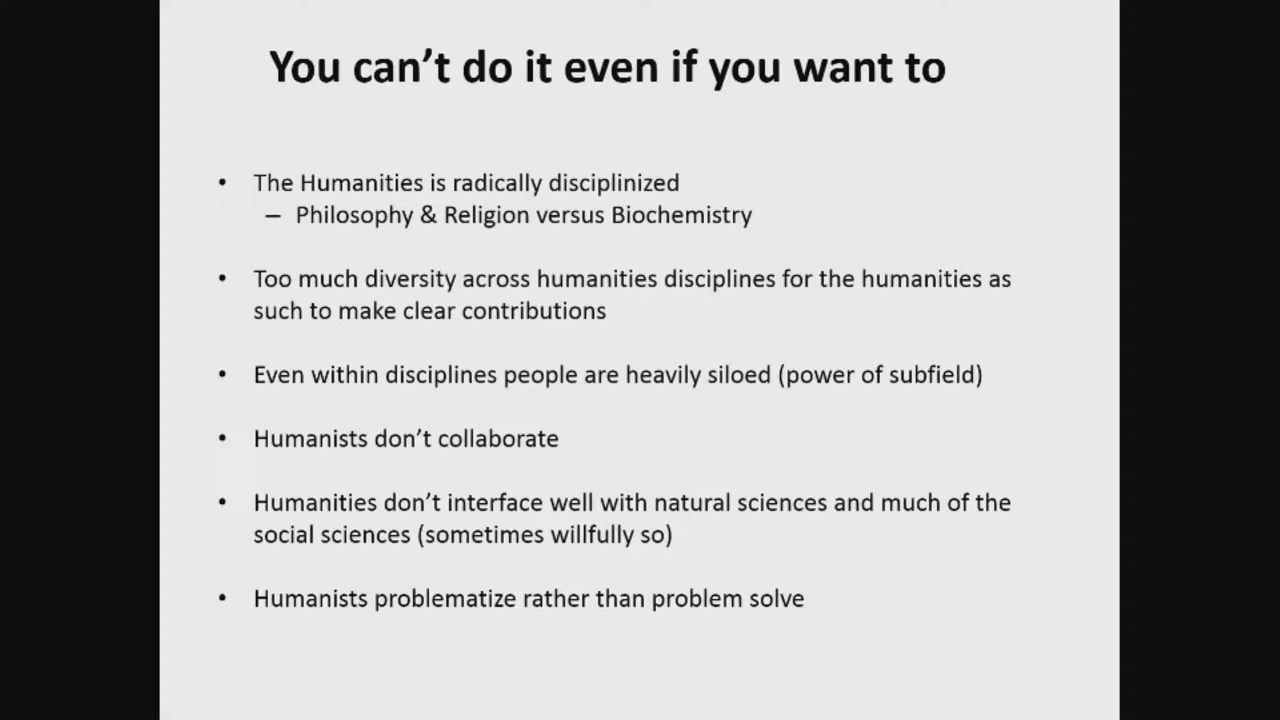 You can’t do it even if you want to
• The Humanities is radically disciplinized
– Philosophy & Religion versus Biochemistry
• Too much diversity across humanities disciplines for the humanities as
such to make clear contributions
• Even within disciplines people are heavily siloed (power of subfield)
• Humanists don’t collaborate
• Humanities don’t interface well with natural sciences and much of the
social sciences (sometimes willfully so)
• Humanists problematize rather than problem solve